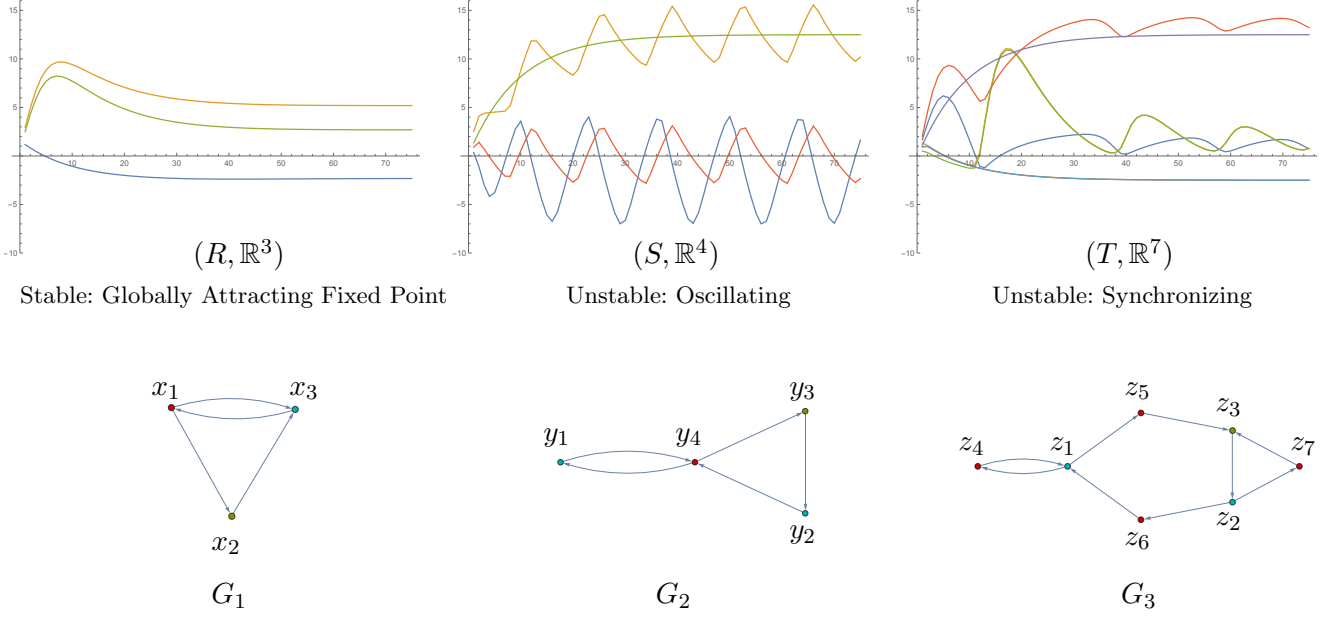 15
10
5
-5
-10
10 20 30 40 50 60 70
15
10
5
-5
-10
10 20 30 40 50 60 70
15
10
5
-5
-10
10 20 30 40 50 60 70
(R, ℝ³) (S, ℝ⁴) (T, ℝ⁷)
Stable: Globally Attracting Fixed Point Unstable: Oscillating Unstable: Synchronizing
x₁ x₃
x₂
y₃
y₁ y₄
y₂
z₅ z₃
z₄ z₁ z₇
z₆ z₂
G₁ G₂ G₃